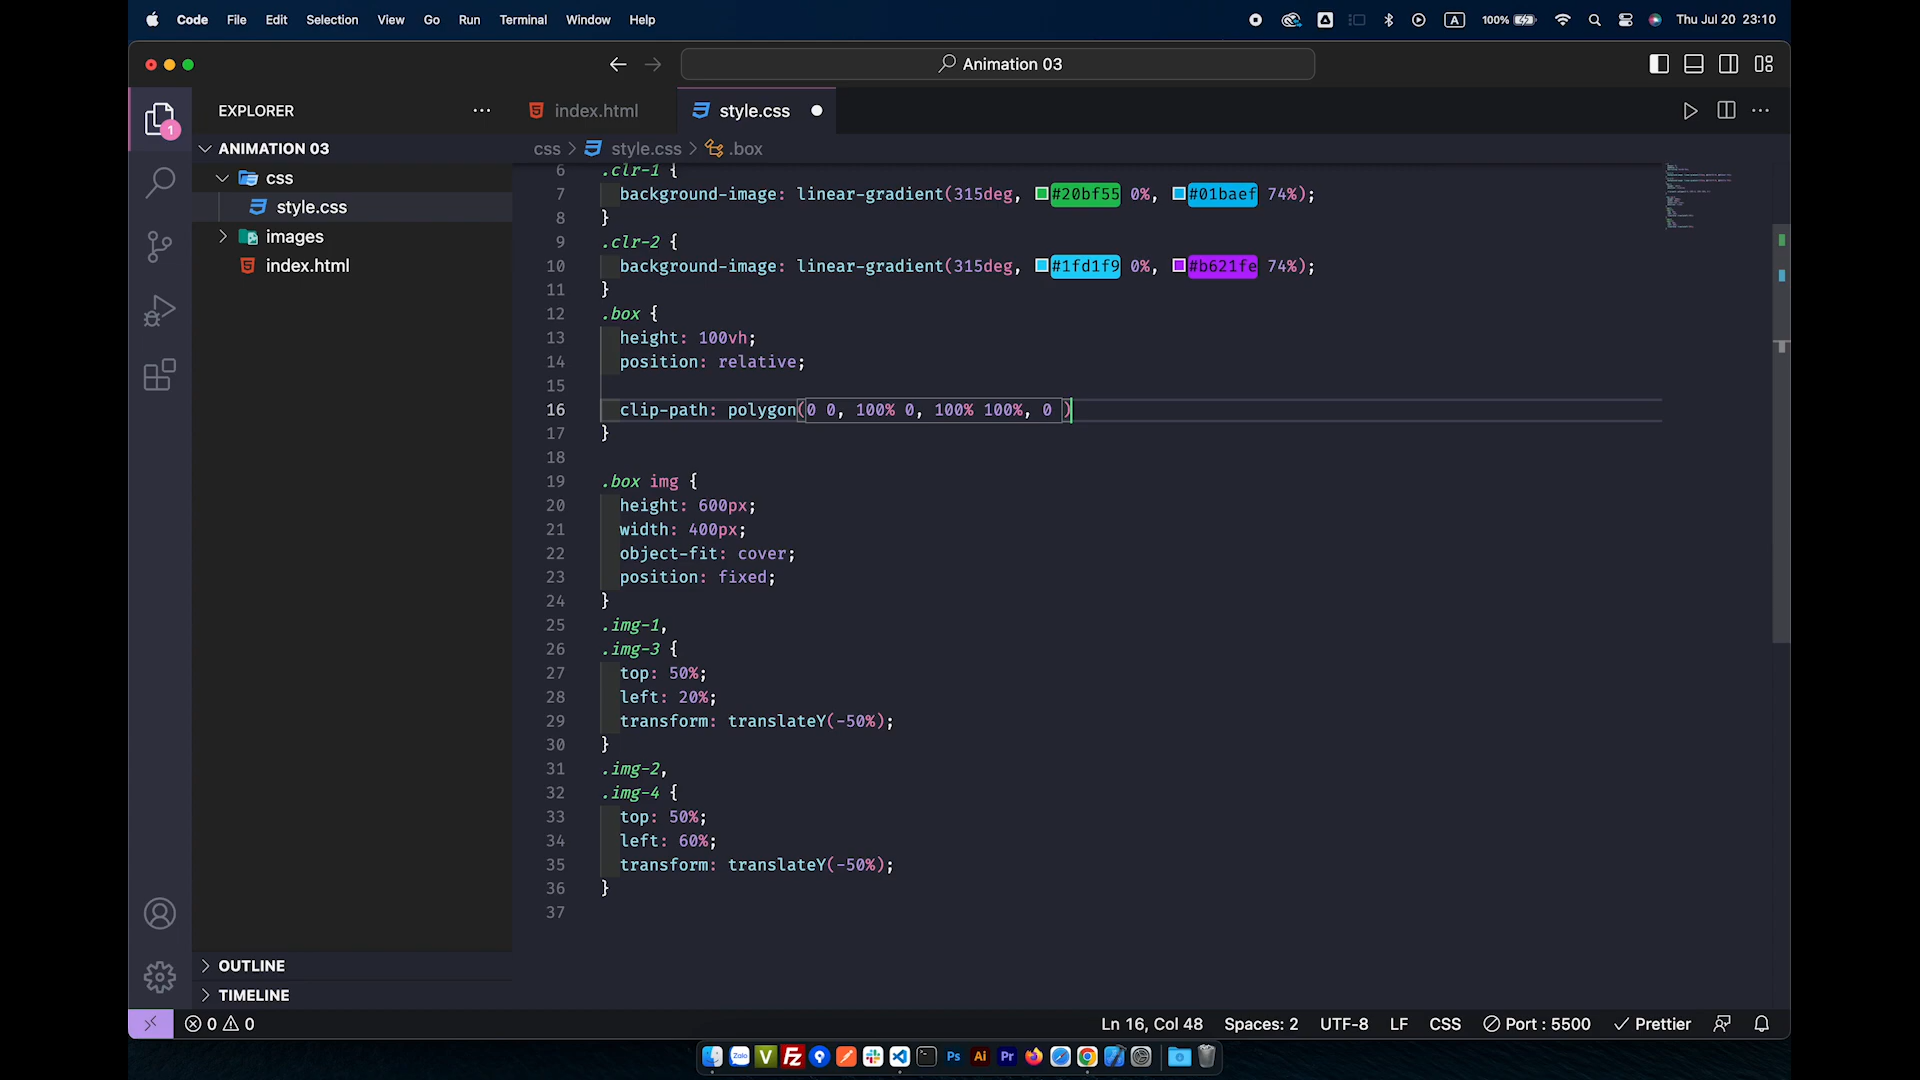 Code File Edit Selection View Go Run Terminal Window Help
A 100% Thu Jul 20 23:10
Animation 03
EXPLORER
index.html
style.css
1
ANIMATION 03
css > style.css > .box
css
style.css
images
index.html
6 .clr-1 {
7 background-image: linear-gradient(315deg, #20bf55 0%, #01baef 74%);
8 }
9 .clr-2 {
10 background-image: linear-gradient(315deg, #1fd1f9 0%, #b621fe 74%);
11 }
12 .box {
13 height: 100vh;
14 position: relative;
15
16 clip-path: polygon(0 0, 100% 0, 100% 100%, 0 )
17 }
18
19 .box img {
20 height: 600px;
21 width: 400px;
22 object-fit: cover;
23 position: fixed;
24 }
25 .img-1,
26 .img-3 {
27 top: 50%;
28 left: 20%;
29 transform: translateY(-50%);
30 }
31 .img-2,
32 .img-4 {
33 top: 50%;
34 left: 60%;
35 transform: translateY(-50%);
36 }
37
OUTLINE
TIMELINE
0 0
Ln 16, Col 48 Spaces: 2 UTF-8 LF CSS Port : 5500 Prettier
Zalo V Fz Ps Ai Pr